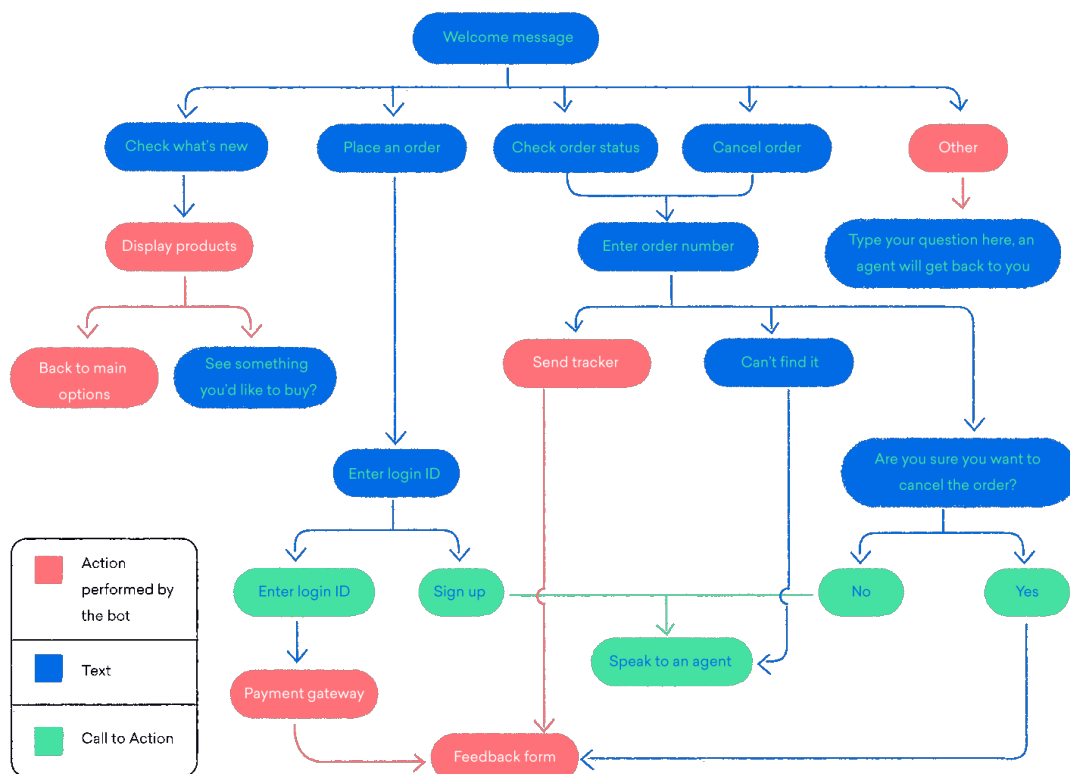 Welcome message
Check what's new
Place an order
Check order status
Cancel order
Other
Display products
Enter order number
Type your question here, an
agent will get back to you
Back to main
options
See something
you'd like to buy?
Send tracker
Can't find it
Enter login ID
Are you sure you want to
cancel the order?
Action
performed by
the bot
Text
Call to Action
Enter login ID
Sign up
No
Yes
Speak to an agent
Payment gateway
Feedback form